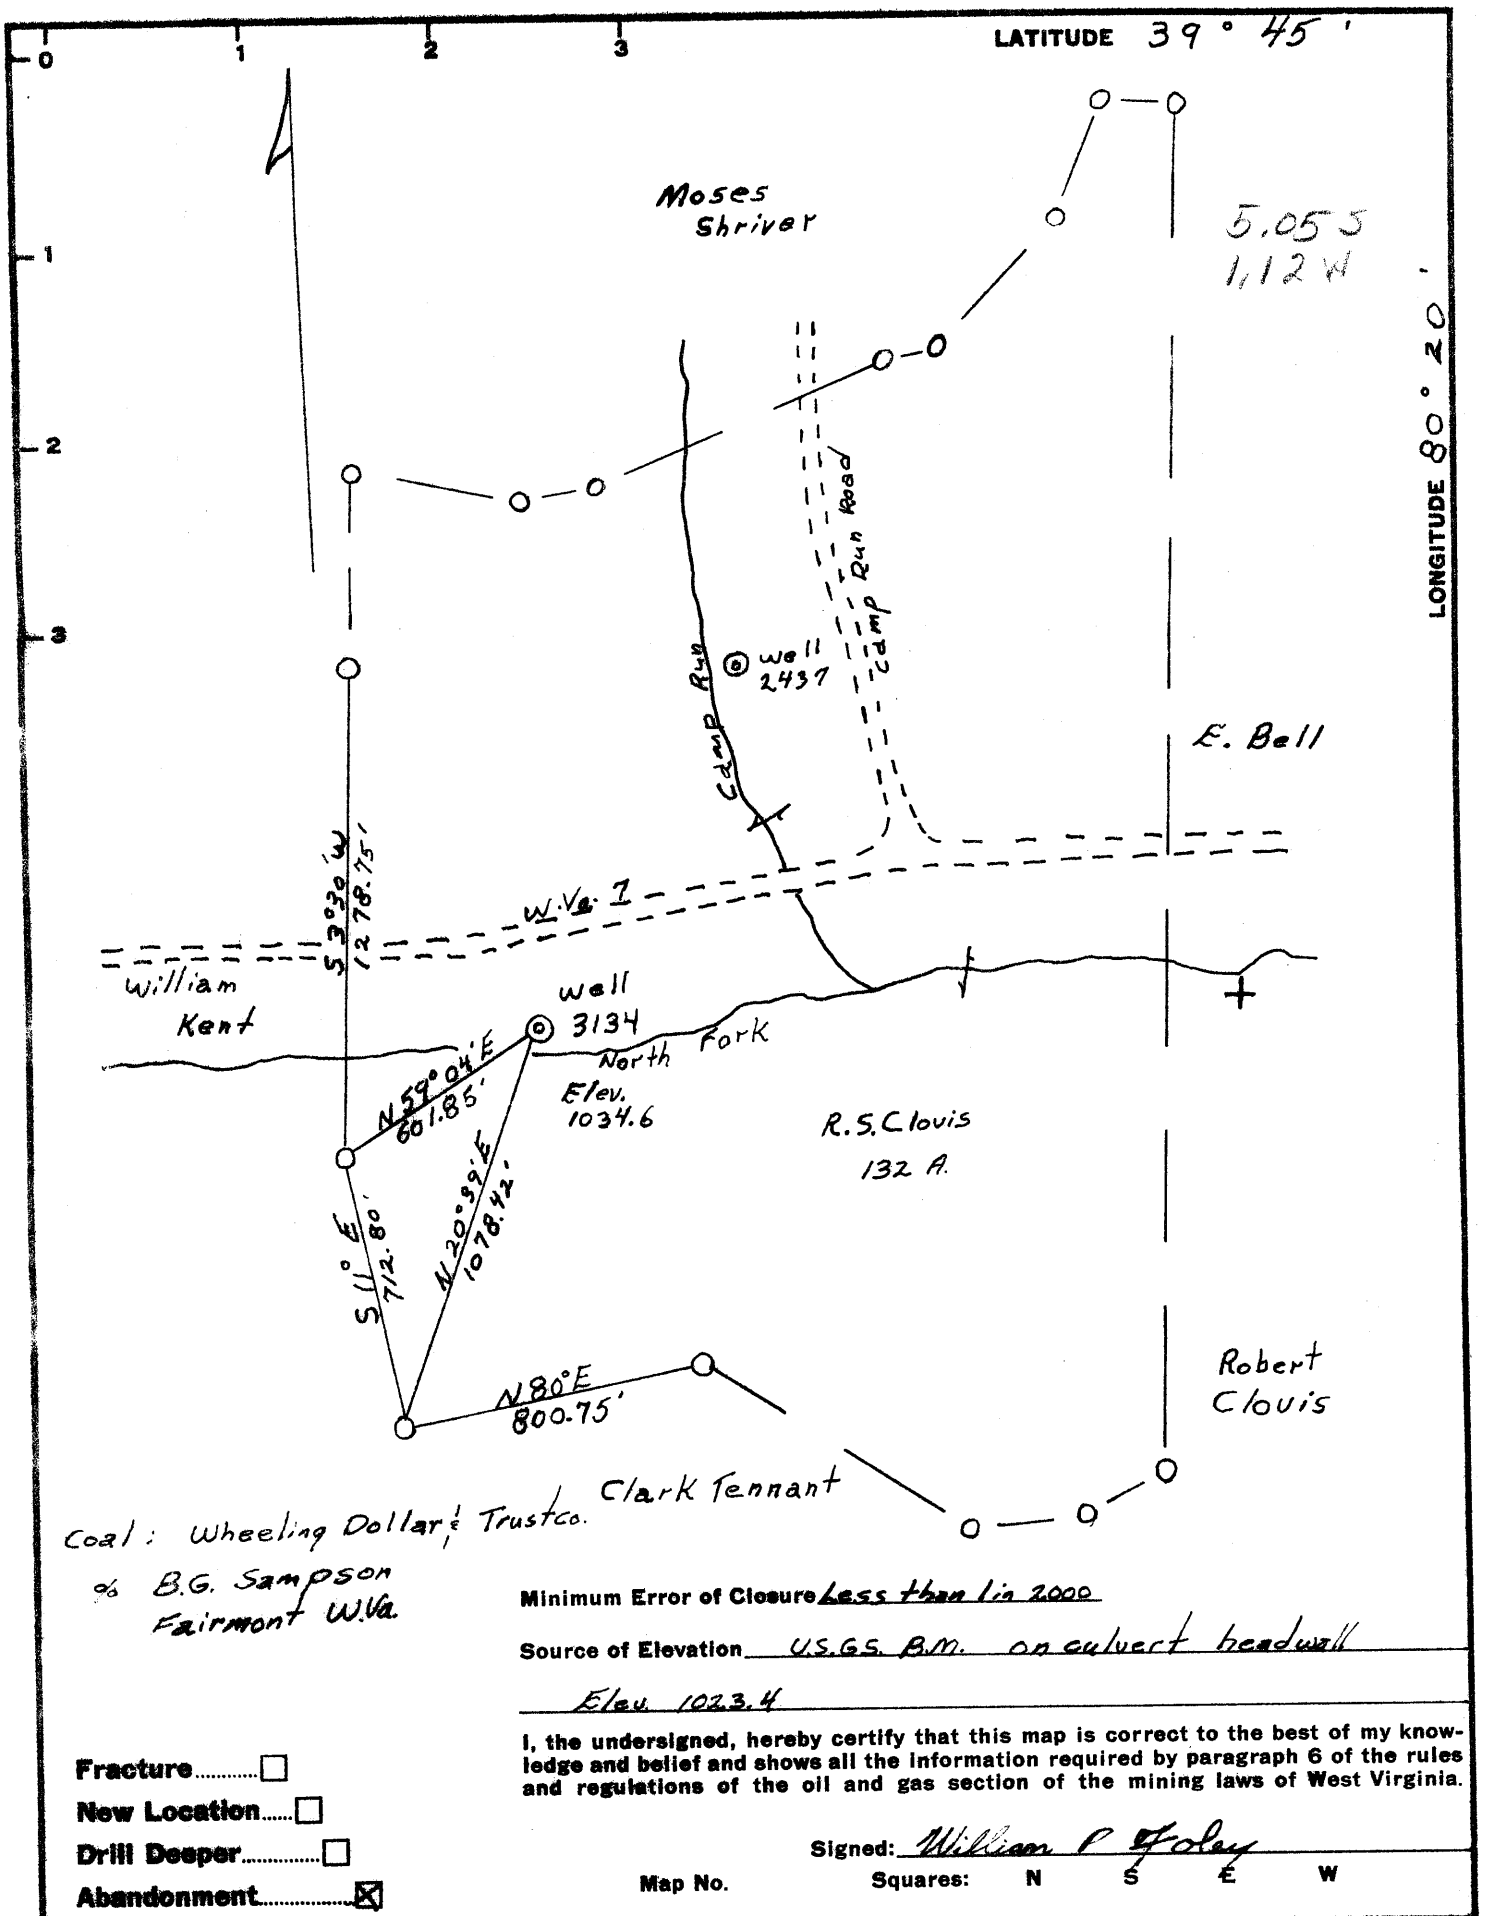 LATITUDE 39° 45'
0 1 2 3
1
2
3
Moses
Shriver
5.05 S
1.12 W
LONGITUDE 80° 20'
Camp Run Road
Camp Run
Well
2437
E. Bell
S 3°30' W
1278.75'
W.Va. 7
William
Kent
Well
3134
North Fork
N 59°04' E
601.85'
Elev.
1034.6
R.S. Clovis
132 A.
N 20°39' E
1078.42'
S 11° E
712.80'
N 80° E
800.75'
Robert
Clovis
Clark Tennant
Coal: Wheeling Dollar & Trust Co.
% B.G. Sampson
Fairmont W.Va.
Minimum Error of Closure Less than 1 in 2000
Source of Elevation U.S.G.S. B.M. on culvert headwall
Elev. 1023.4
I, the undersigned, hereby certify that this map is correct to the best of my know-
ledge and belief and shows all the information required by paragraph 6 of the rules
and regulations of the oil and gas section of the mining laws of West Virginia.
Fracture............
New Location......
Drill Deeper...............
Abandonment..................
Signed: William P Foley
Map No. Squares: N S E W